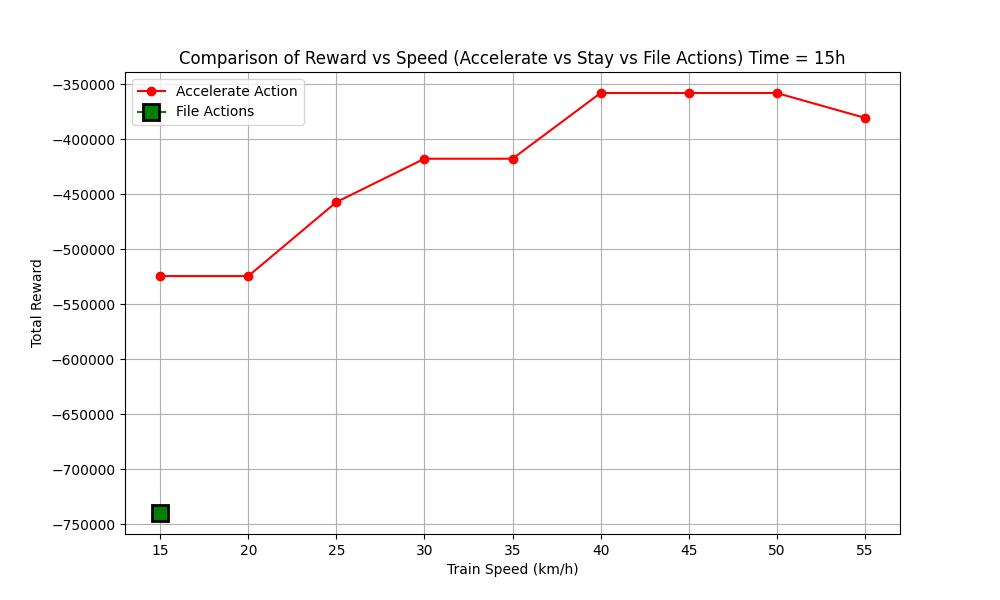 Comparison of Reward vs Speed (Accelerate vs Stay vs File Actions) Time = 15h
Accelerate Action
File Actions
−350000
−400000
−450000
−500000
−550000
−600000
−650000
−700000
−750000
Total Reward
15 20 25 30 35 40 45 50 55
Train Speed (km/h)